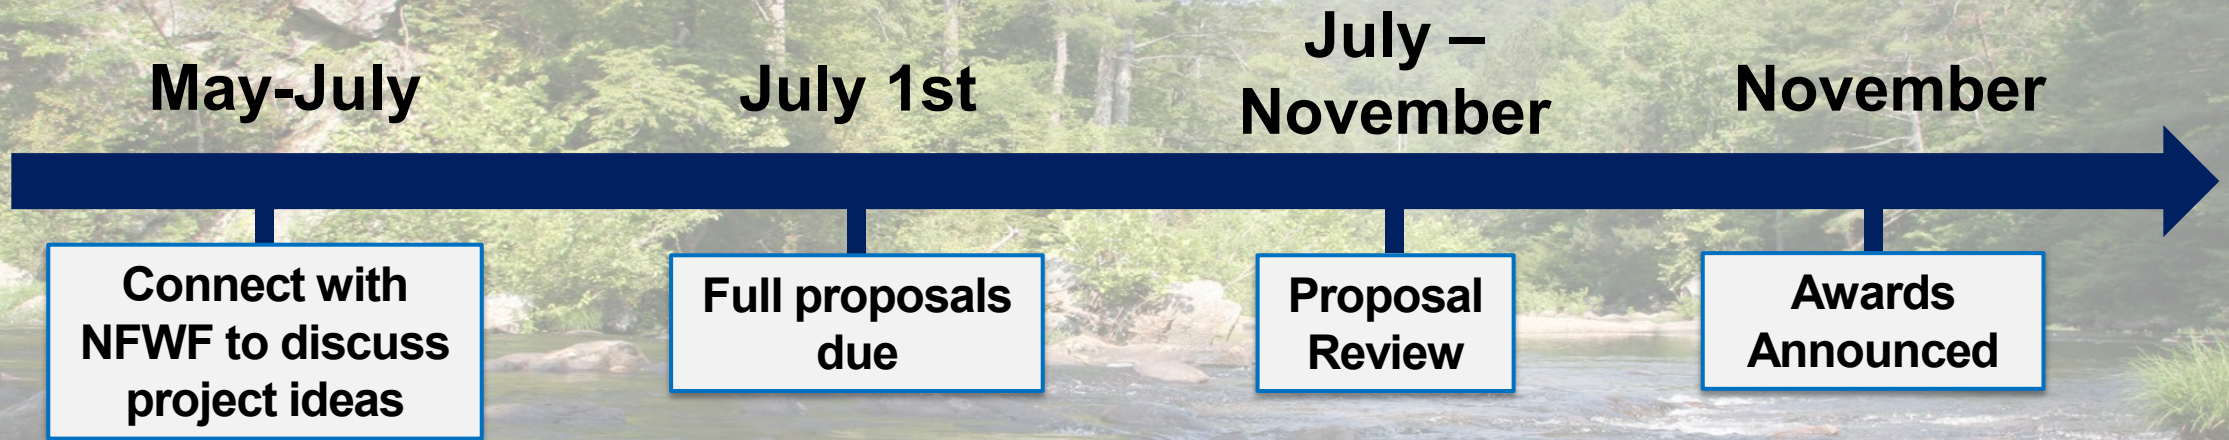 May-July
July 1st
July –
November
November
Connect with
NFWF to discuss
project ideas
Full proposals
due
Proposal
Review
Awards
Announced